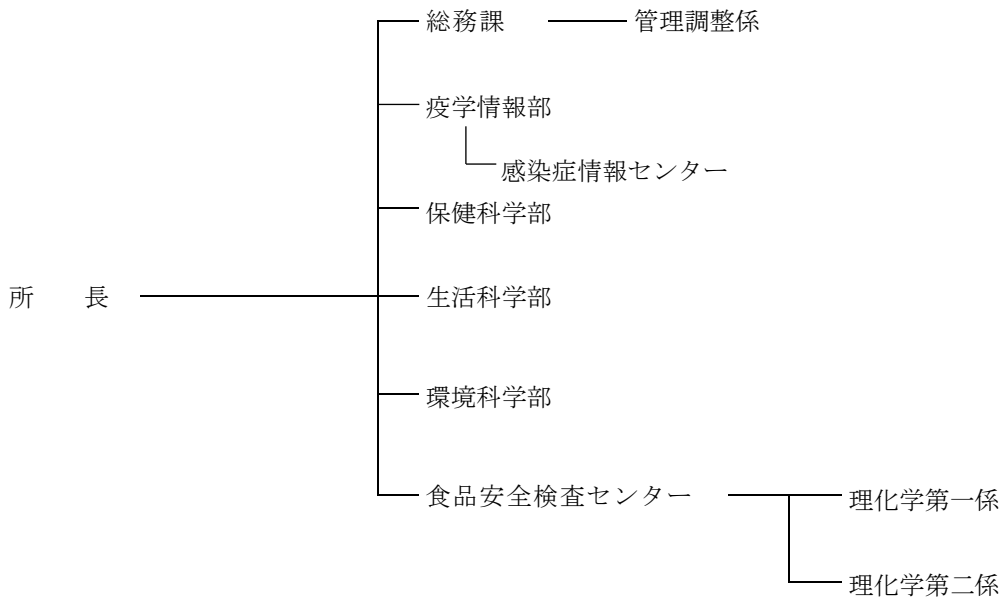 総務課 管理調整係
疫学情報部
感染症情報センター
保健科学部
所長 生活科学部
環境科学部
食品安全検査センター 理化学第一係
理化学第二係